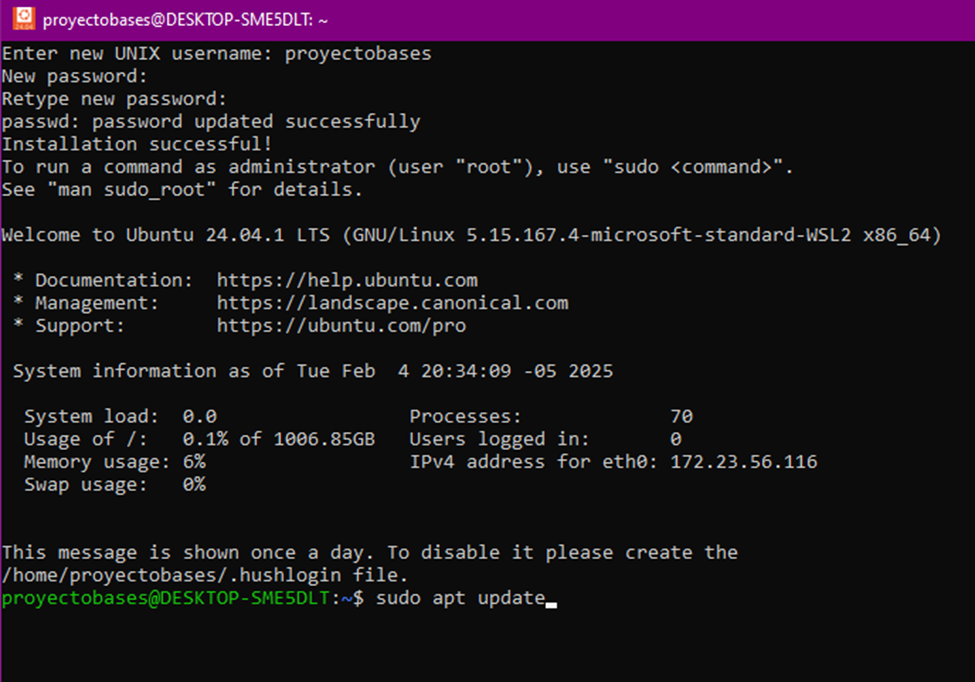 proyectobases@DESKTOP-SME5DLT: ~
Enter new UNIX username: proyectobases
New password:
Retype new password:
passwd: password updated successfully
Installation successful!
To run a command as administrator (user "root"), use "sudo <command>".
See "man sudo_root" for details.
Welcome to Ubuntu 24.04.1 LTS (GNU/Linux 5.15.167.4-microsoft-standard-WSL2 x86_64)
* Documentation:  https://help.ubuntu.com
* Management:     https://landscape.canonical.com
* Support:        https://ubuntu.com/pro
System information as of Tue Feb  4 20:34:09 -05 2025
System load:  0.0                 Processes:             70
Usage of /:   0.1% of 1006.85GB   Users logged in:       0
Memory usage: 6%                  IPv4 address for eth0: 172.23.56.116
Swap usage:   0%
This message is shown once a day. To disable it please create the
/home/proyectobases/.hushlogin file.
proyectobases@DESKTOP-SME5DLT:~$ sudo apt update